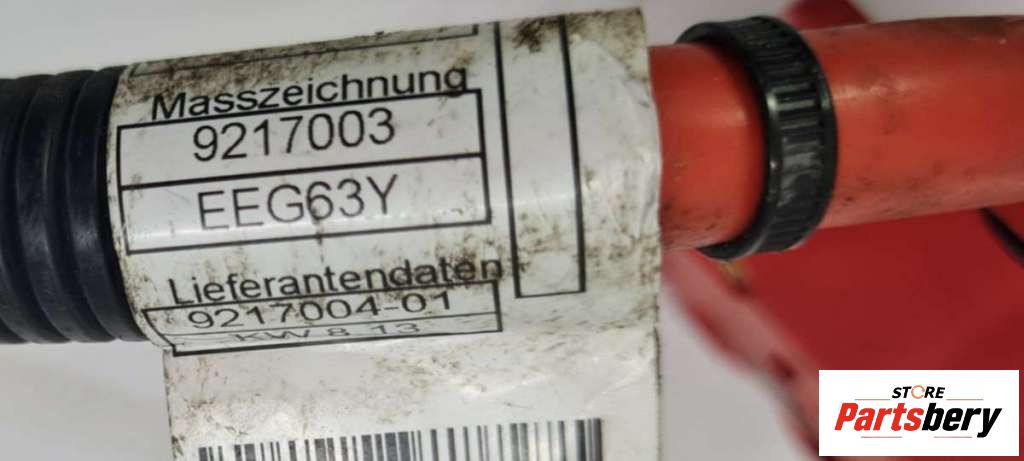 Masszeichnung
9217003
EEG63Y
Lieferantendaten
9217004-01
KW 8 13
STORE
Partsbery